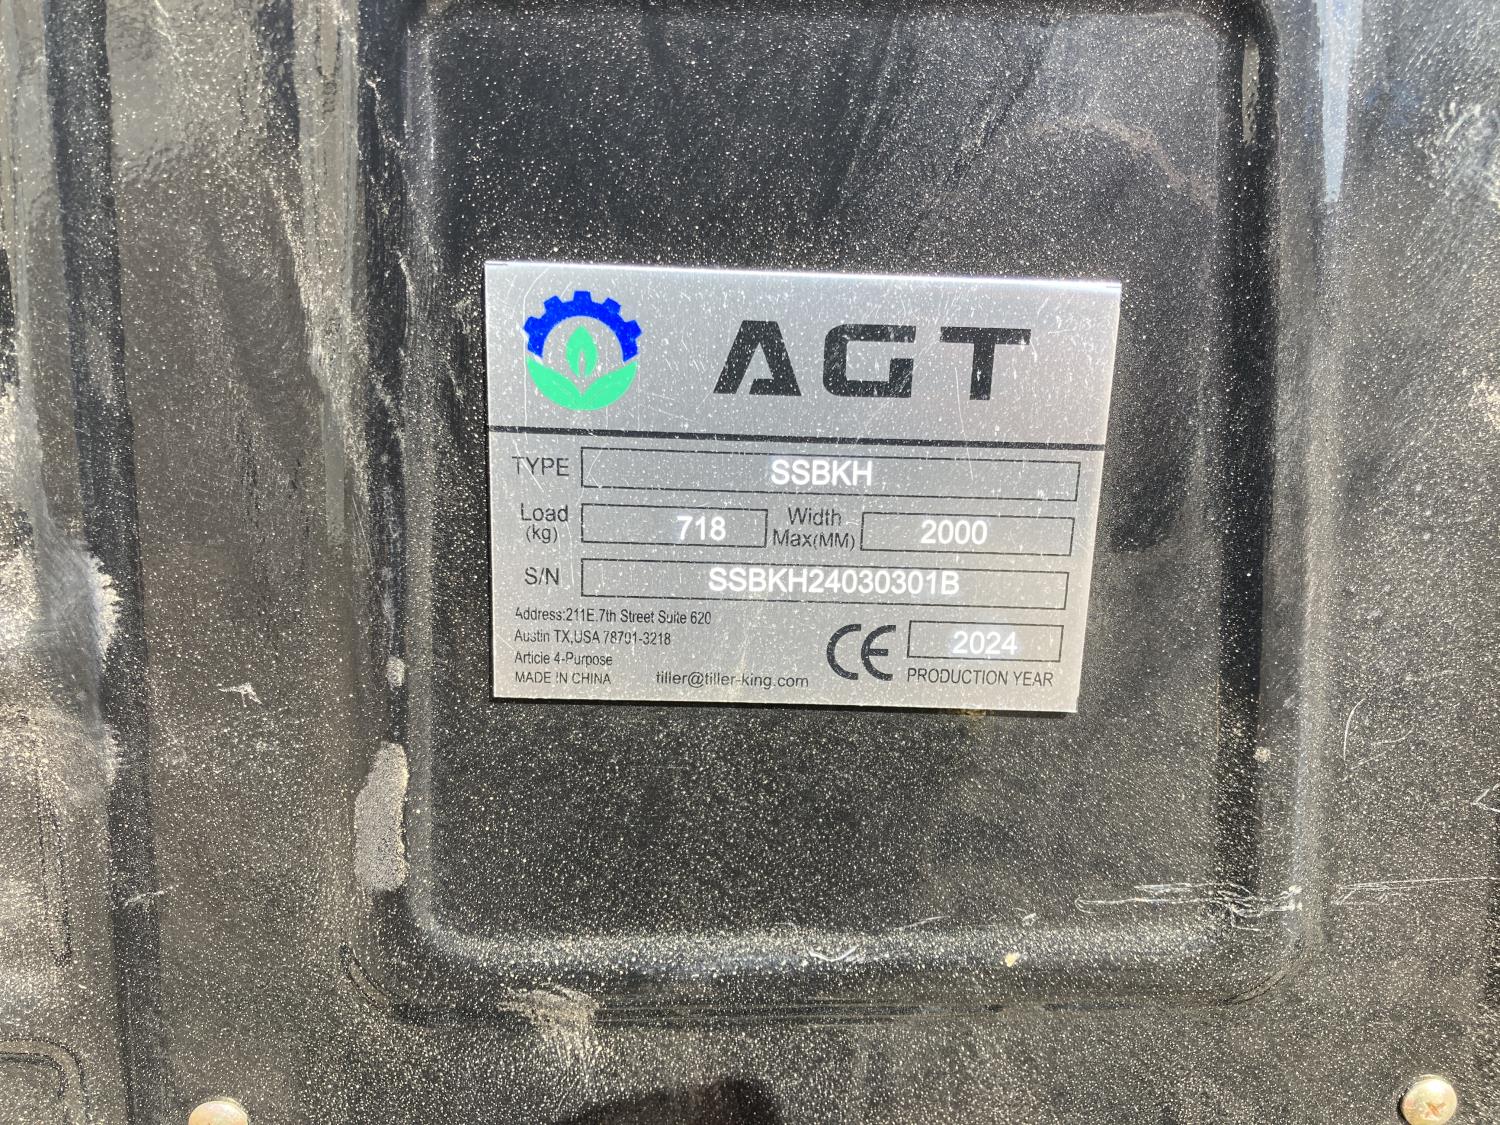 AGT
TYPE SSBKH
Load (kg) 718 Width Max(MM) 2000
S/N SSBKH24030301B
Address:211E.7th Street Suite 620
Austin TX,USA 78701-3218
Article 4-Purpose
MADE IN CHINA tiller@tiller-king.com
CE 2024
PRODUCTION YEAR